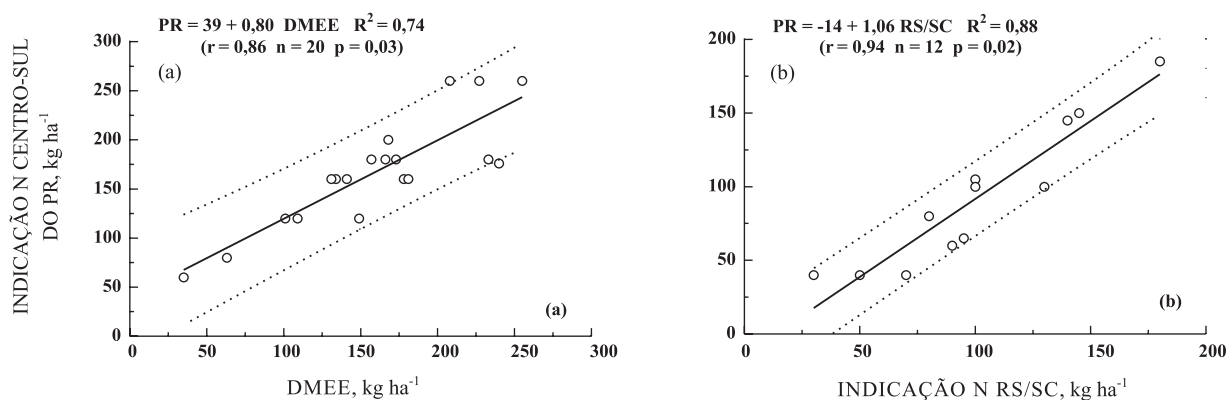 PR = 39 + 0,80 DMEE R² = 0,74
(r = 0,86 n = 20 p = 0,03)
INDICAÇÃO N CENTRO-SUL
DO PR, kg ha⁻¹
300
250
200
150
100
50
0
(a)
(a)
0 50 100 150 200 250 300
DMEE, kg ha⁻¹
PR = -14 + 1,06 RS/SC R² = 0,88
(r = 0,94 n = 12 p = 0,02)
200
150
100
50
0
(b)
(b)
0 50 100 150 200
INDICAÇÃO N RS/SC, kg ha⁻¹